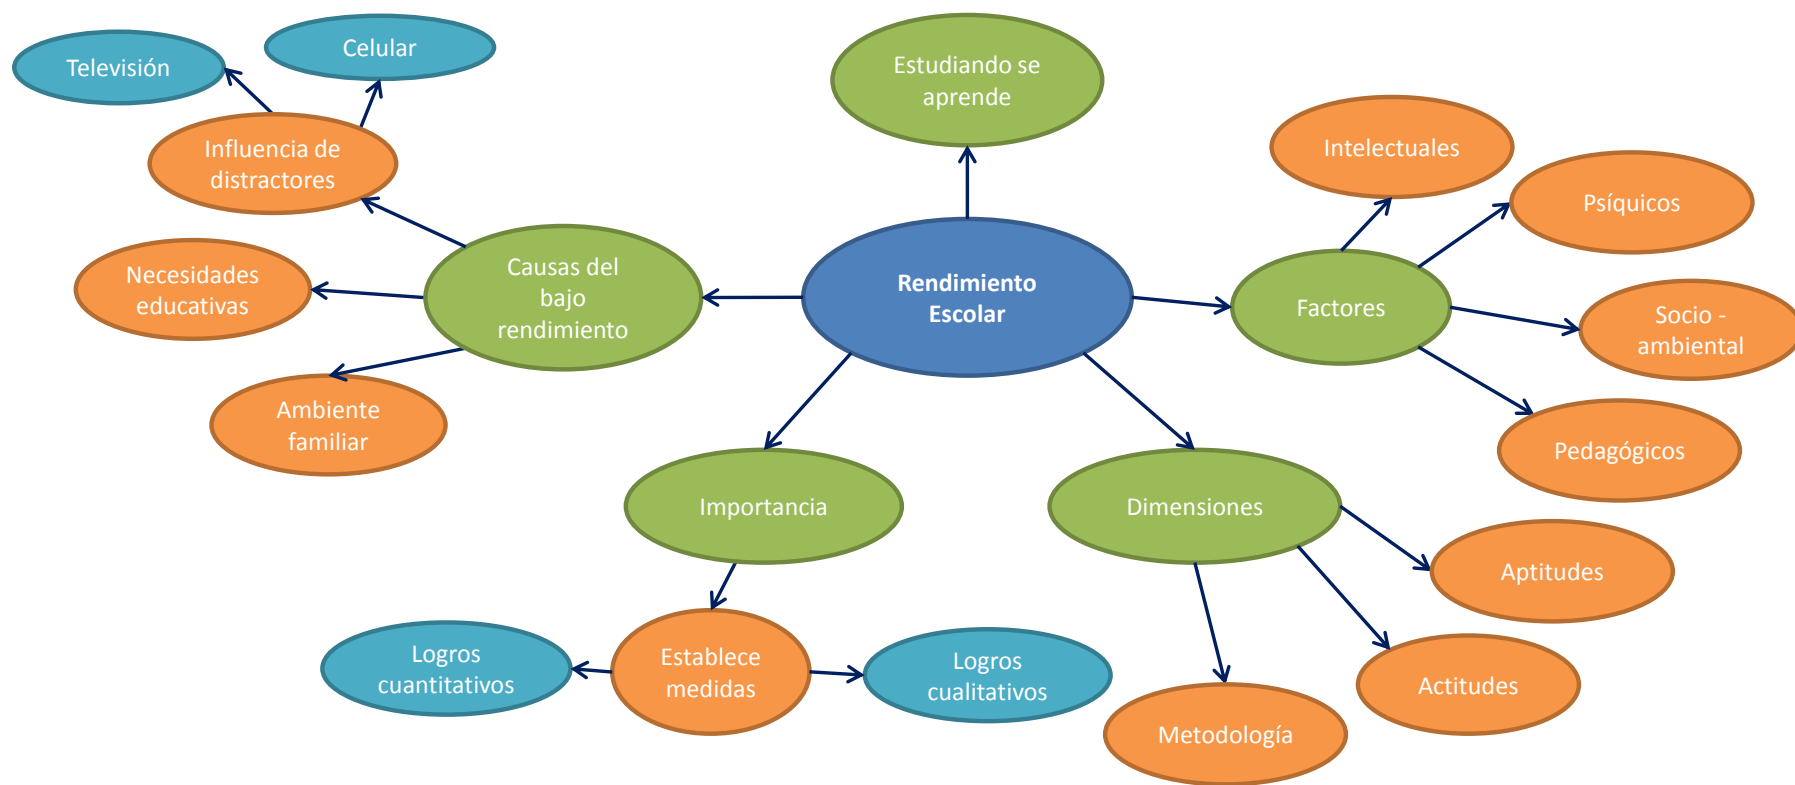 Celular
Televisión
Estudiando se
aprende
Influencia de
distractores
Intelectuales
Psíquicos
Necesidades
educativas
Causas del
bajo
rendimiento
Rendimiento
Escolar
Factores
Socio -
ambiental
Ambiente
familiar
Pedagógicos
Importancia
Dimensiones
Aptitudes
Logros
cuantitativos
Establece
medidas
Logros
cualitativos
Actitudes
Metodología